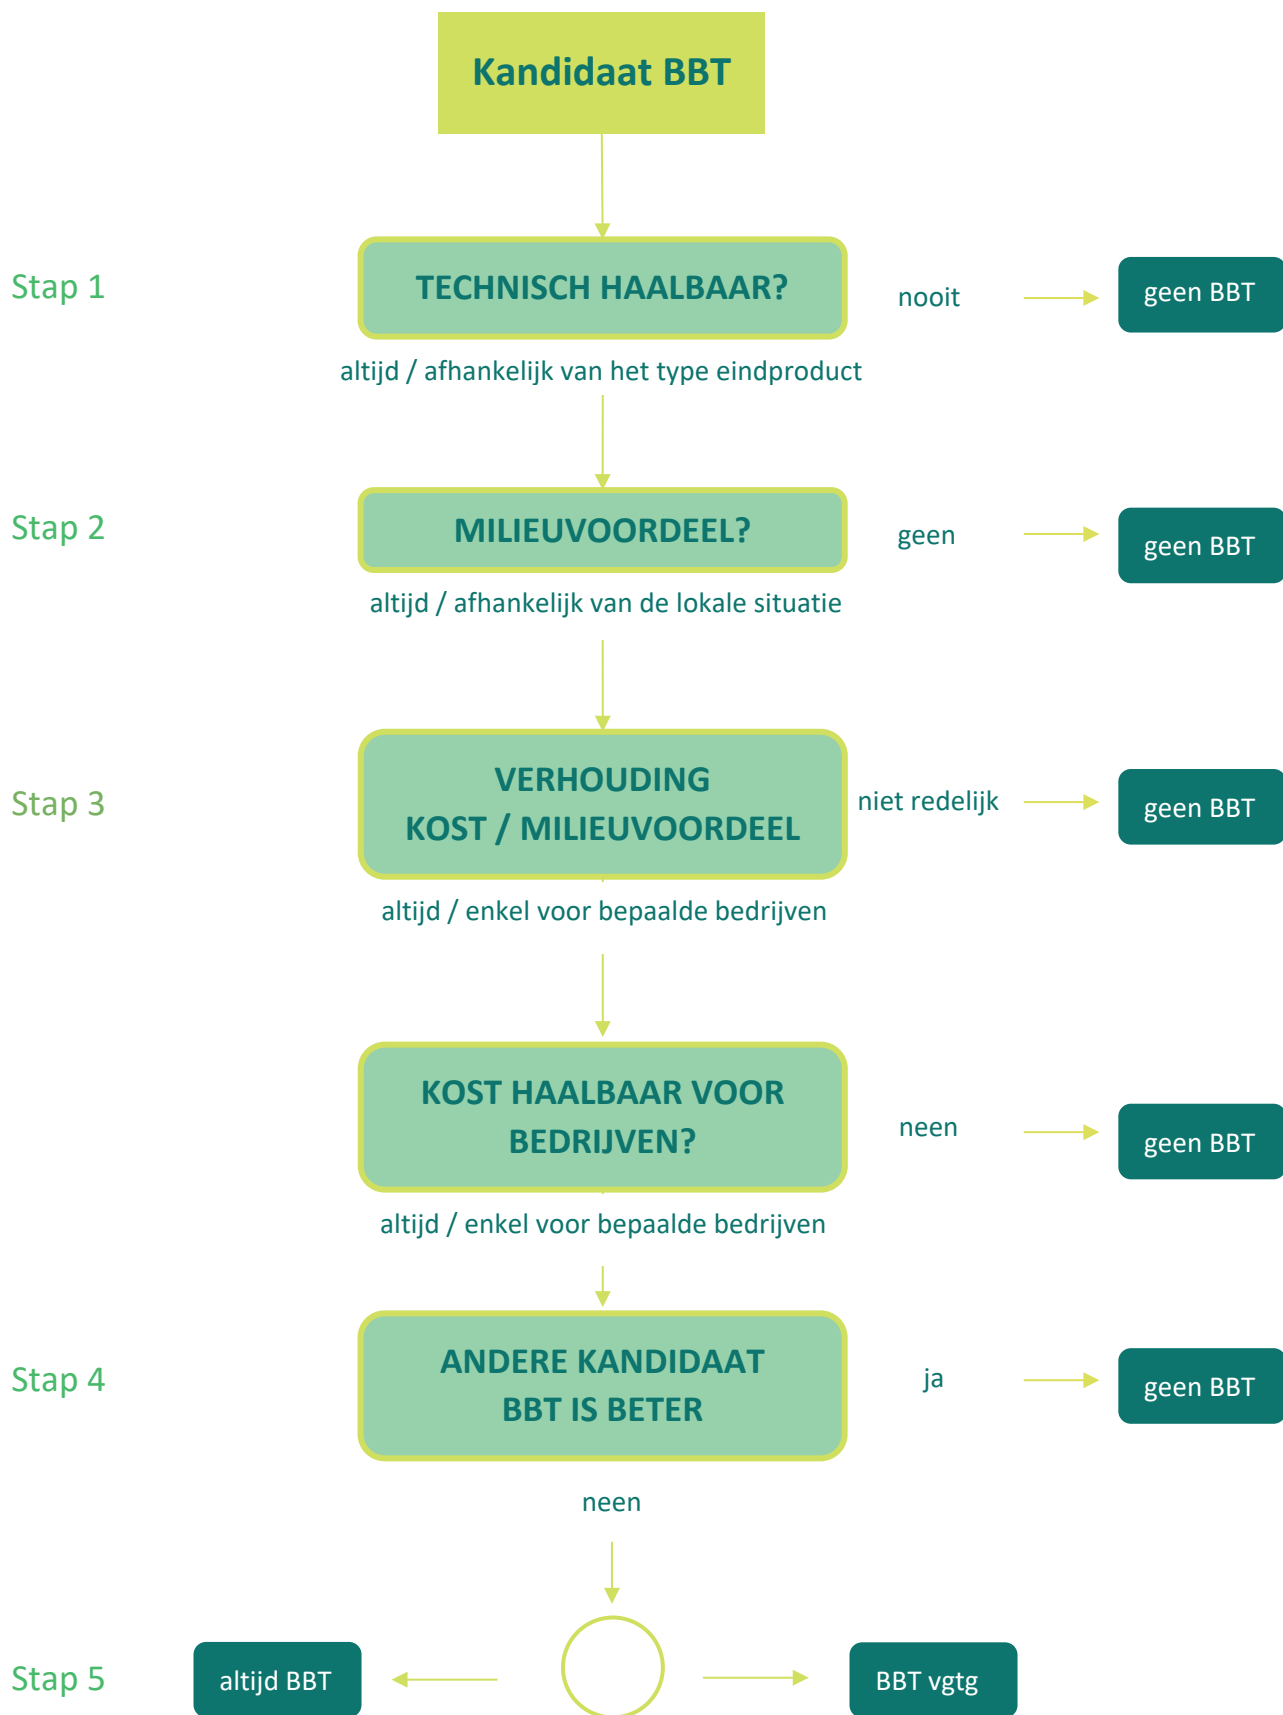 Kandidaat BBT
Stap 1
TECHNISCH HAALBAAR?
nooit
geen BBT
altijd / afhankelijk van het type eindproduct
Stap 2
MILIEUVOORDEEL?
geen
geen BBT
altijd / afhankelijk van de lokale situatie
Stap 3
VERHOUDING
KOST / MILIEUVOORDEEL
niet redelijk
geen BBT
altijd / enkel voor bepaalde bedrijven
KOST HAALBAAR VOOR
BEDRIJVEN?
neen
geen BBT
altijd / enkel voor bepaalde bedrijven
Stap 4
ANDERE KANDIDAAT
BBT IS BETER
ja
geen BBT
neen
Stap 5
altijd BBT
BBT vgtg